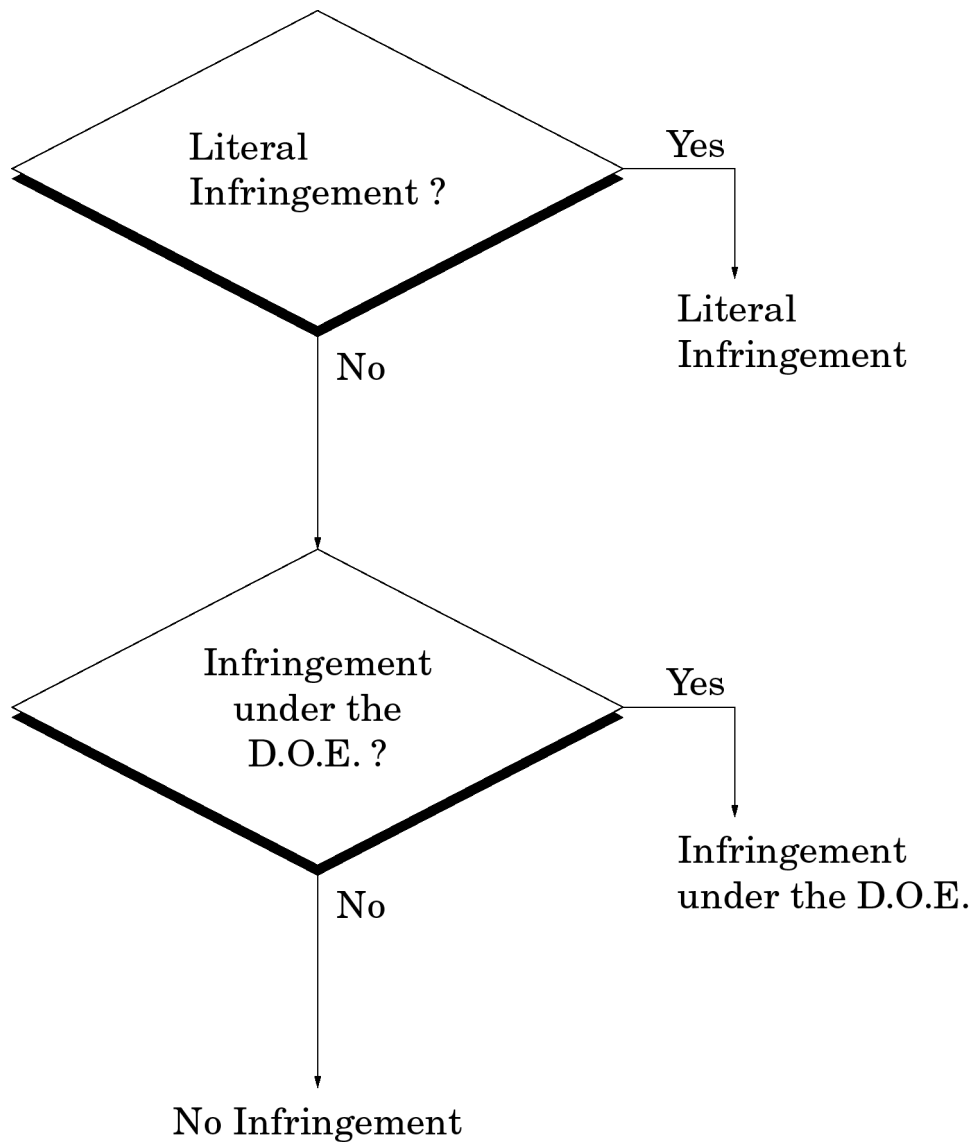 Literal
Infringement ?
Yes
Literal
Infringement
No
Infringement
under the
D.O.E. ?
Yes
Infringement
under the D.O.E.
No
No Infringement